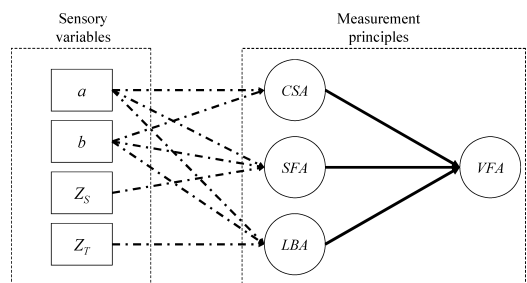 Sensory
variables
Measurement
principles
a
b
Z_S
Z_T
CSA
SFA
LBA
VFA